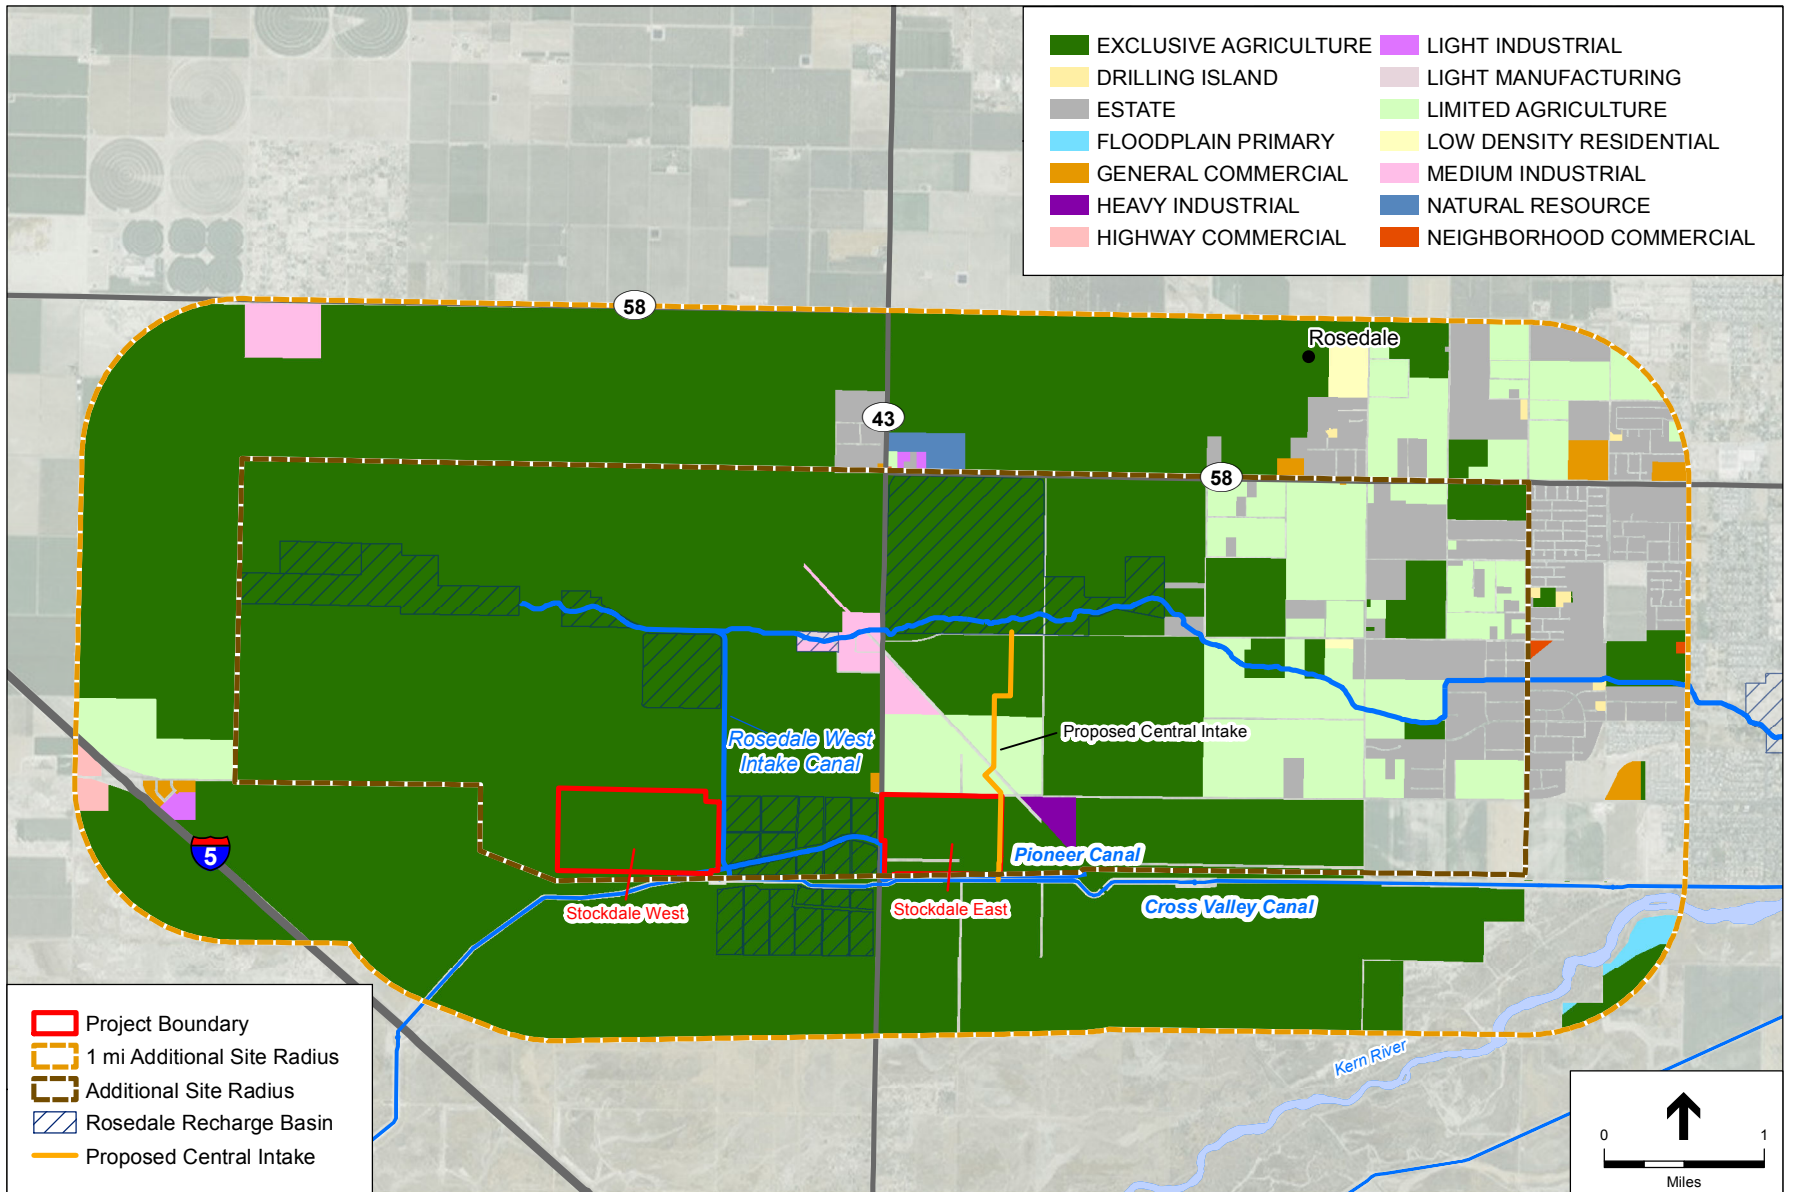 EXCLUSIVE AGRICULTURE
DRILLING ISLAND
ESTATE
FLOODPLAIN PRIMARY
GENERAL COMMERCIAL
HEAVY INDUSTRIAL
HIGHWAY COMMERCIAL
LIGHT INDUSTRIAL
LIGHT MANUFACTURING
LIMITED AGRICULTURE
LOW DENSITY RESIDENTIAL
MEDIUM INDUSTRIAL
NATURAL RESOURCE
NEIGHBORHOOD COMMERCIAL
58
Rosedale
43
58
Rosedale West
Intake Canal
Proposed Central Intake
5
Pioneer Canal
Stockdale West
Stockdale East
Cross Valley Canal
Kern River
Project Boundary
1 mi Additional Site Radius
Additional Site Radius
Rosedale Recharge Basin
Proposed Central Intake
0 1
Miles